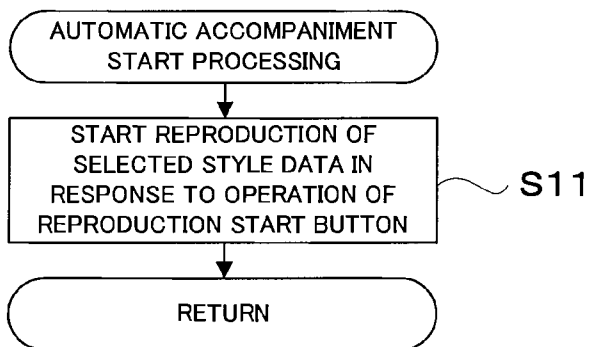 AUTOMATIC ACCOMPANIMENT
START PROCESSING
START REPRODUCTION OF
SELECTED STYLE DATA IN
RESPONSE TO OPERATION OF
REPRODUCTION START BUTTON
S11
RETURN